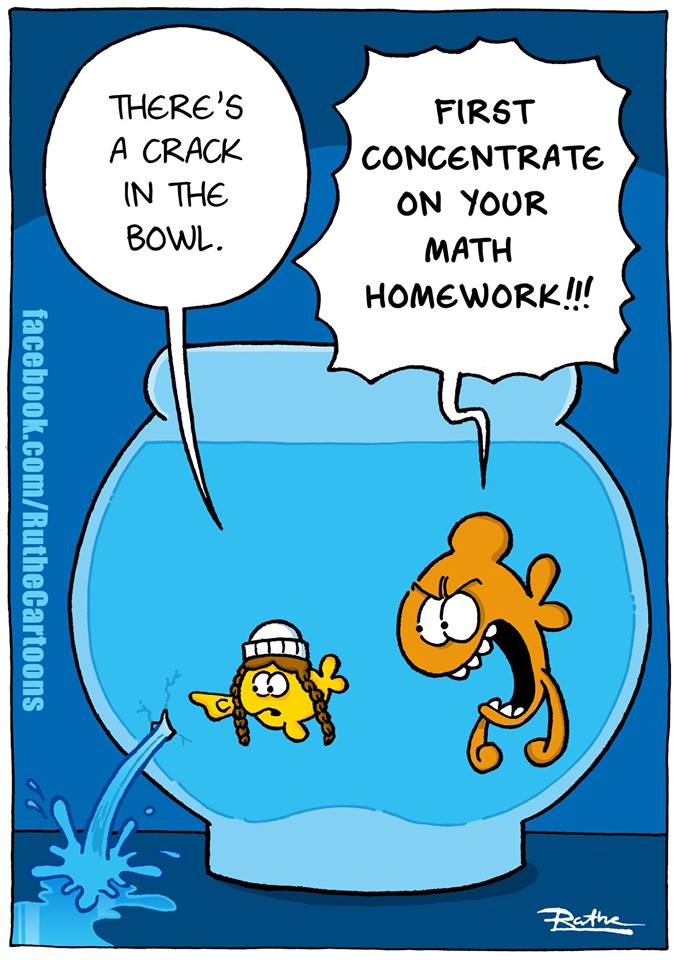 THERE'S
A CRACK
IN THE
BOWL.
FIRST
CONCENTRATE
ON YOUR
MATH
HOMEWORK!!!
facebook.com/RutheCartoons
Ruthe